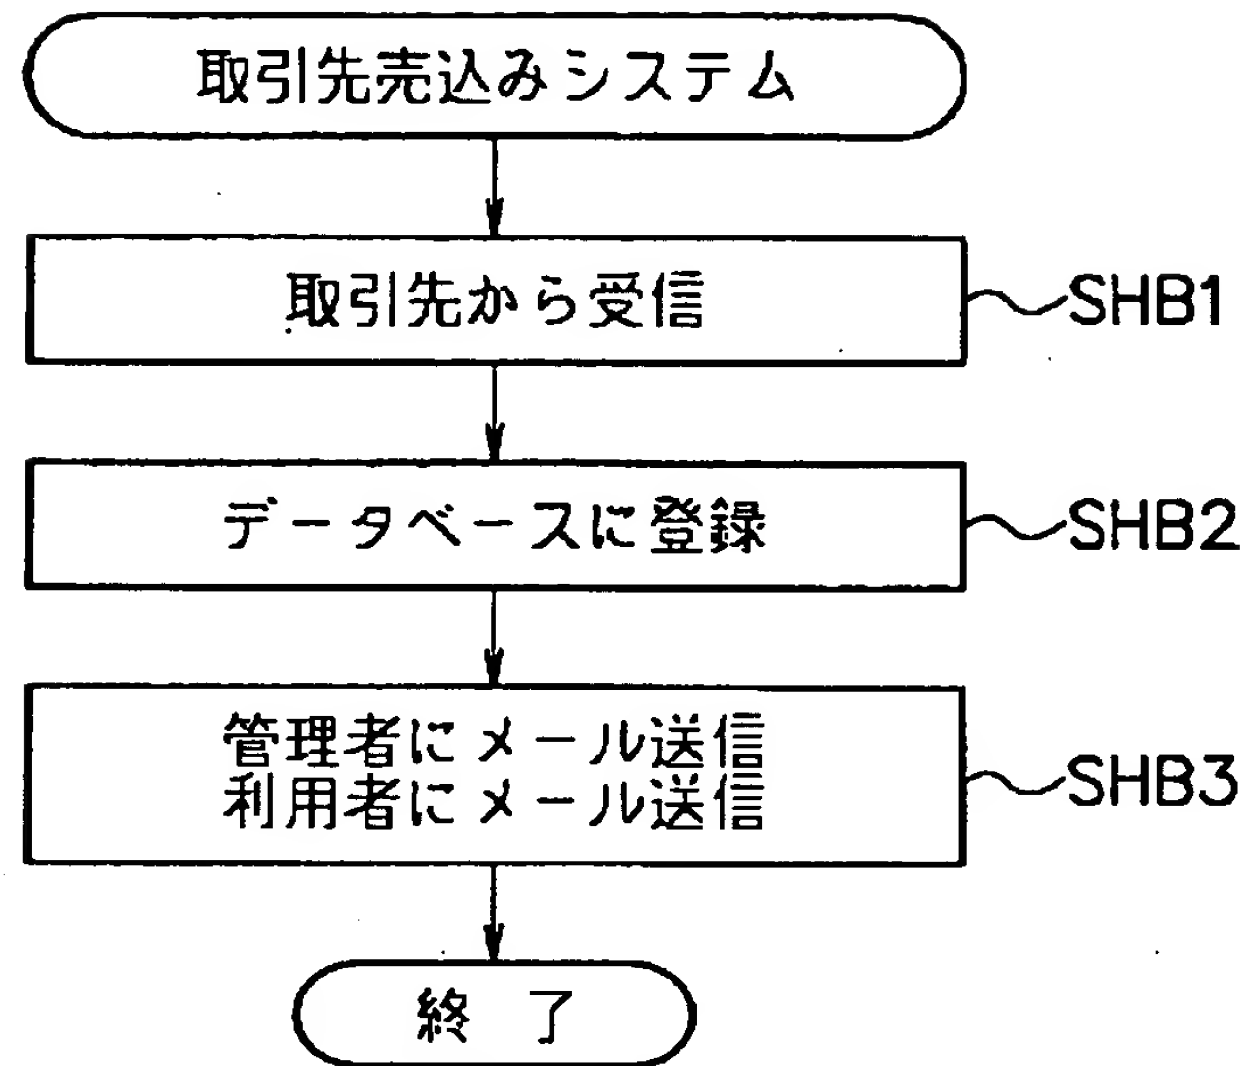 取引先売込みシステム
取引先から受信
SHB1
データベースに登録
SHB2
管理者にメール送信
利用者にメール送信
SHB3
終了